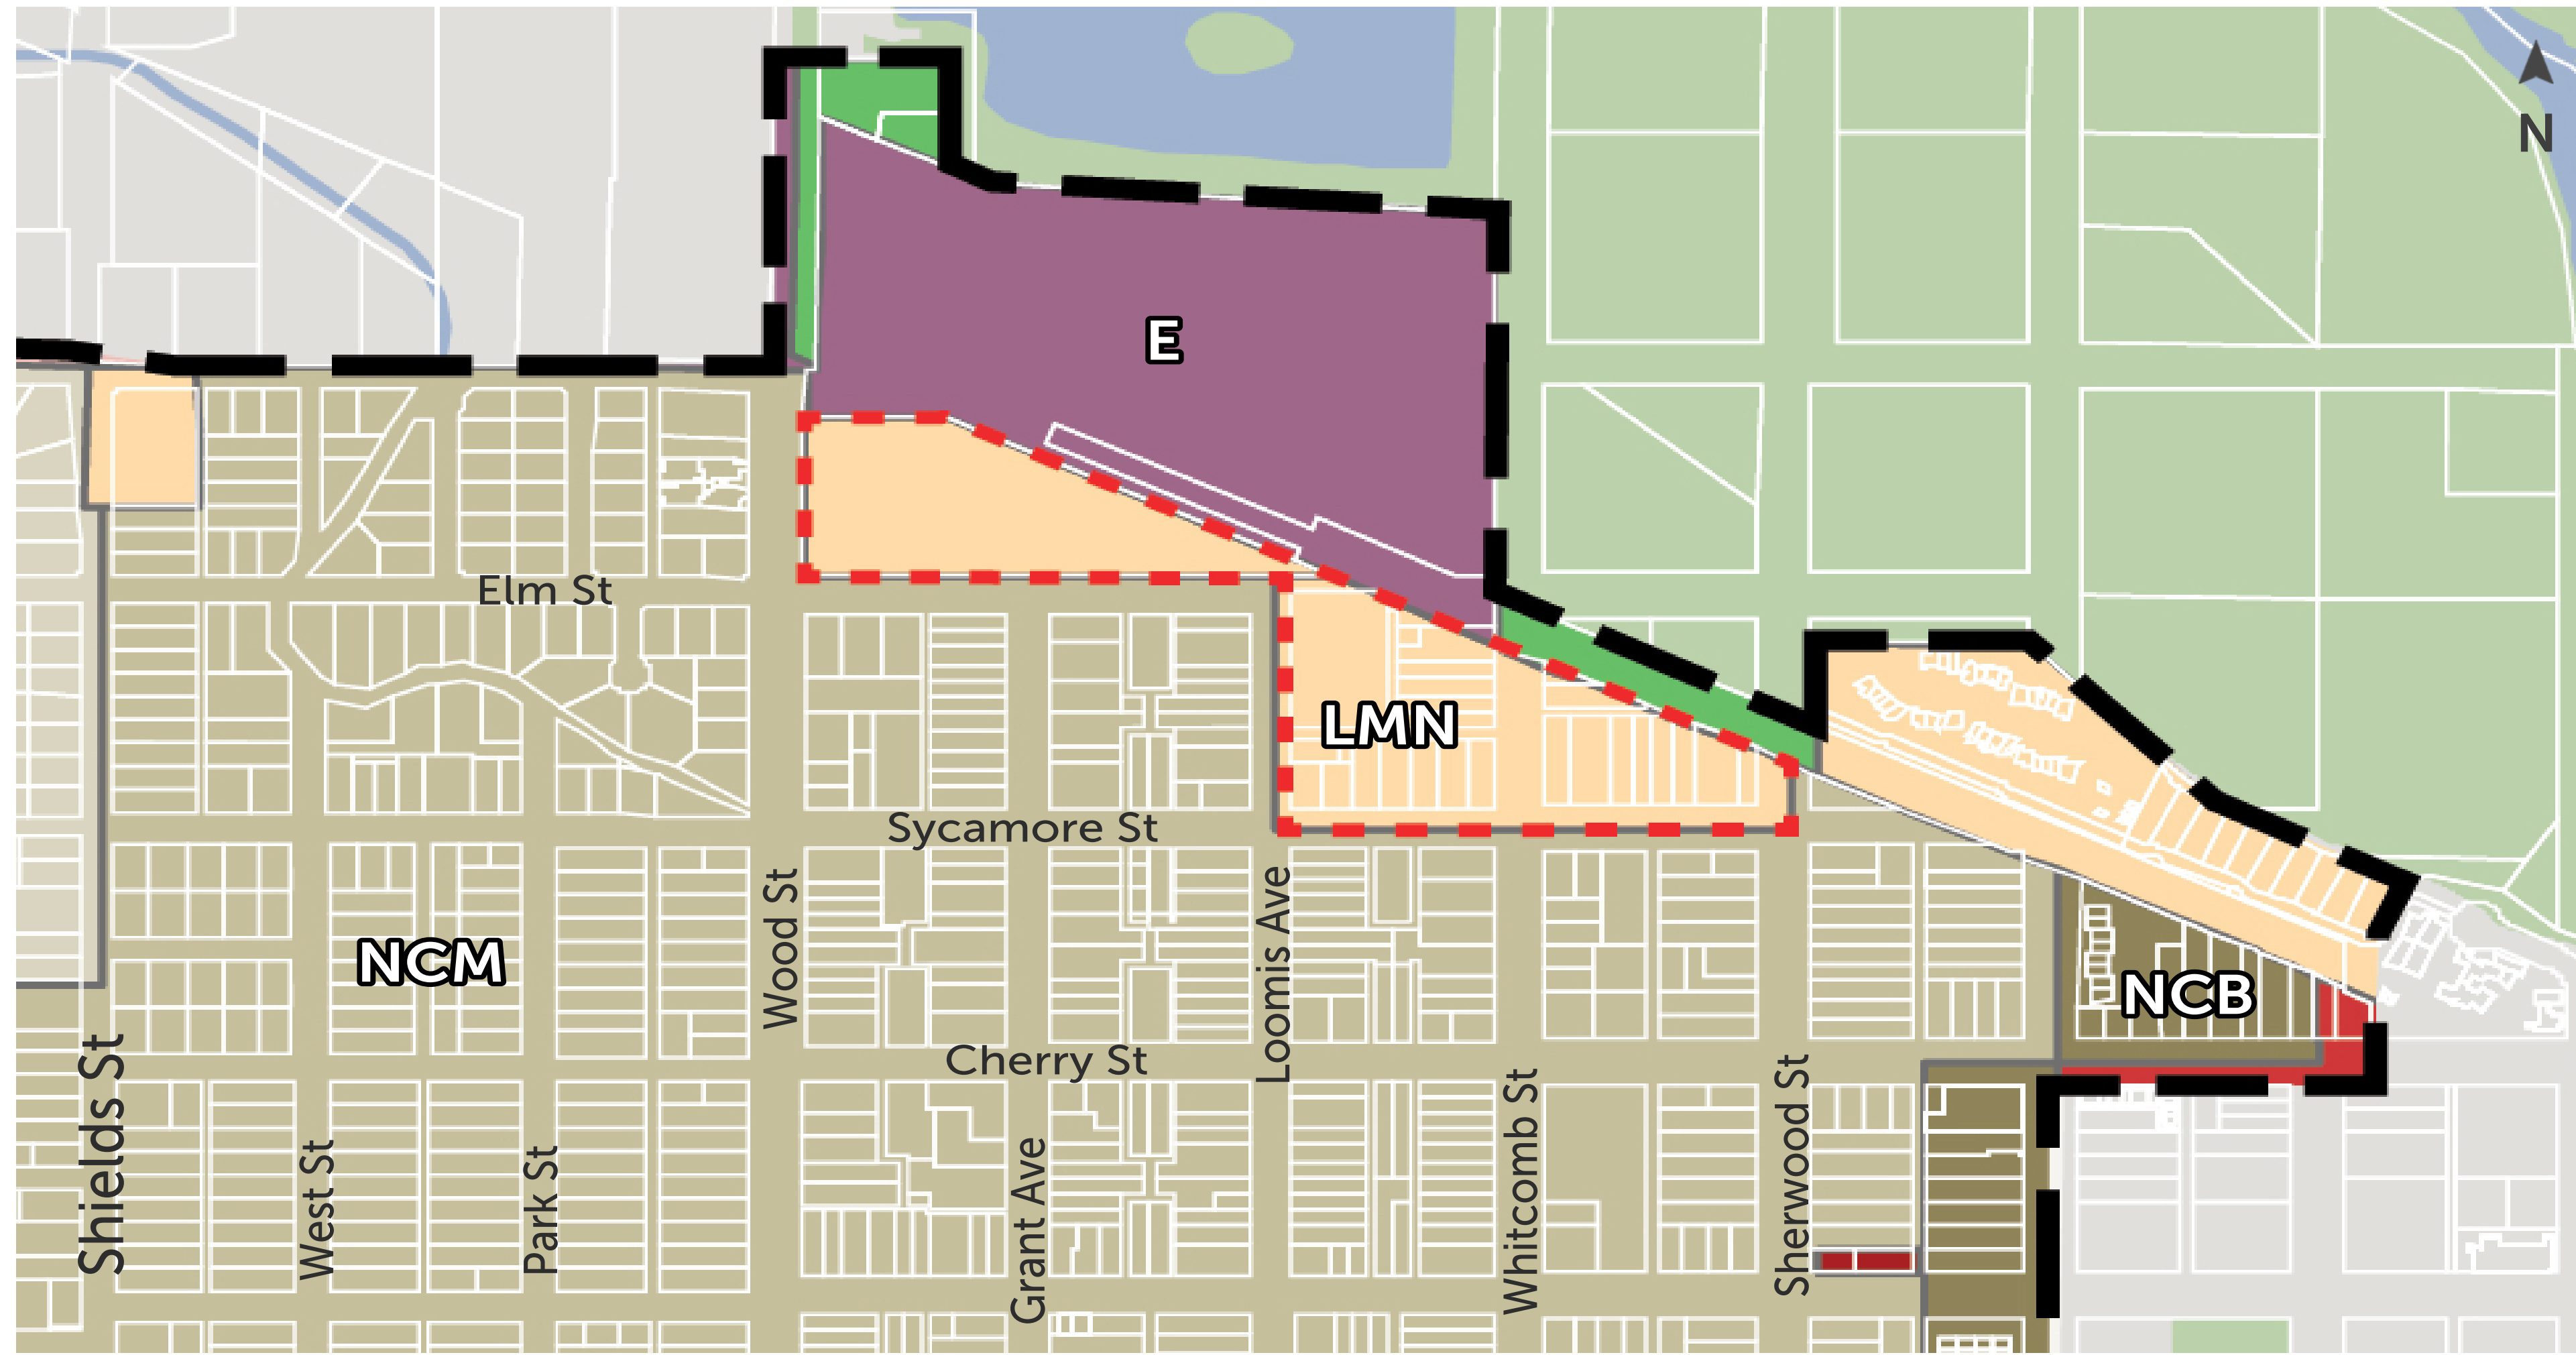 N
E
Elm St
LMN
Sycamore St
Wood St
Loomis Ave
NCM
NCB
Cherry St
Shields St
West St
Park St
Grant Ave
Whitcomb St
Sherwood St